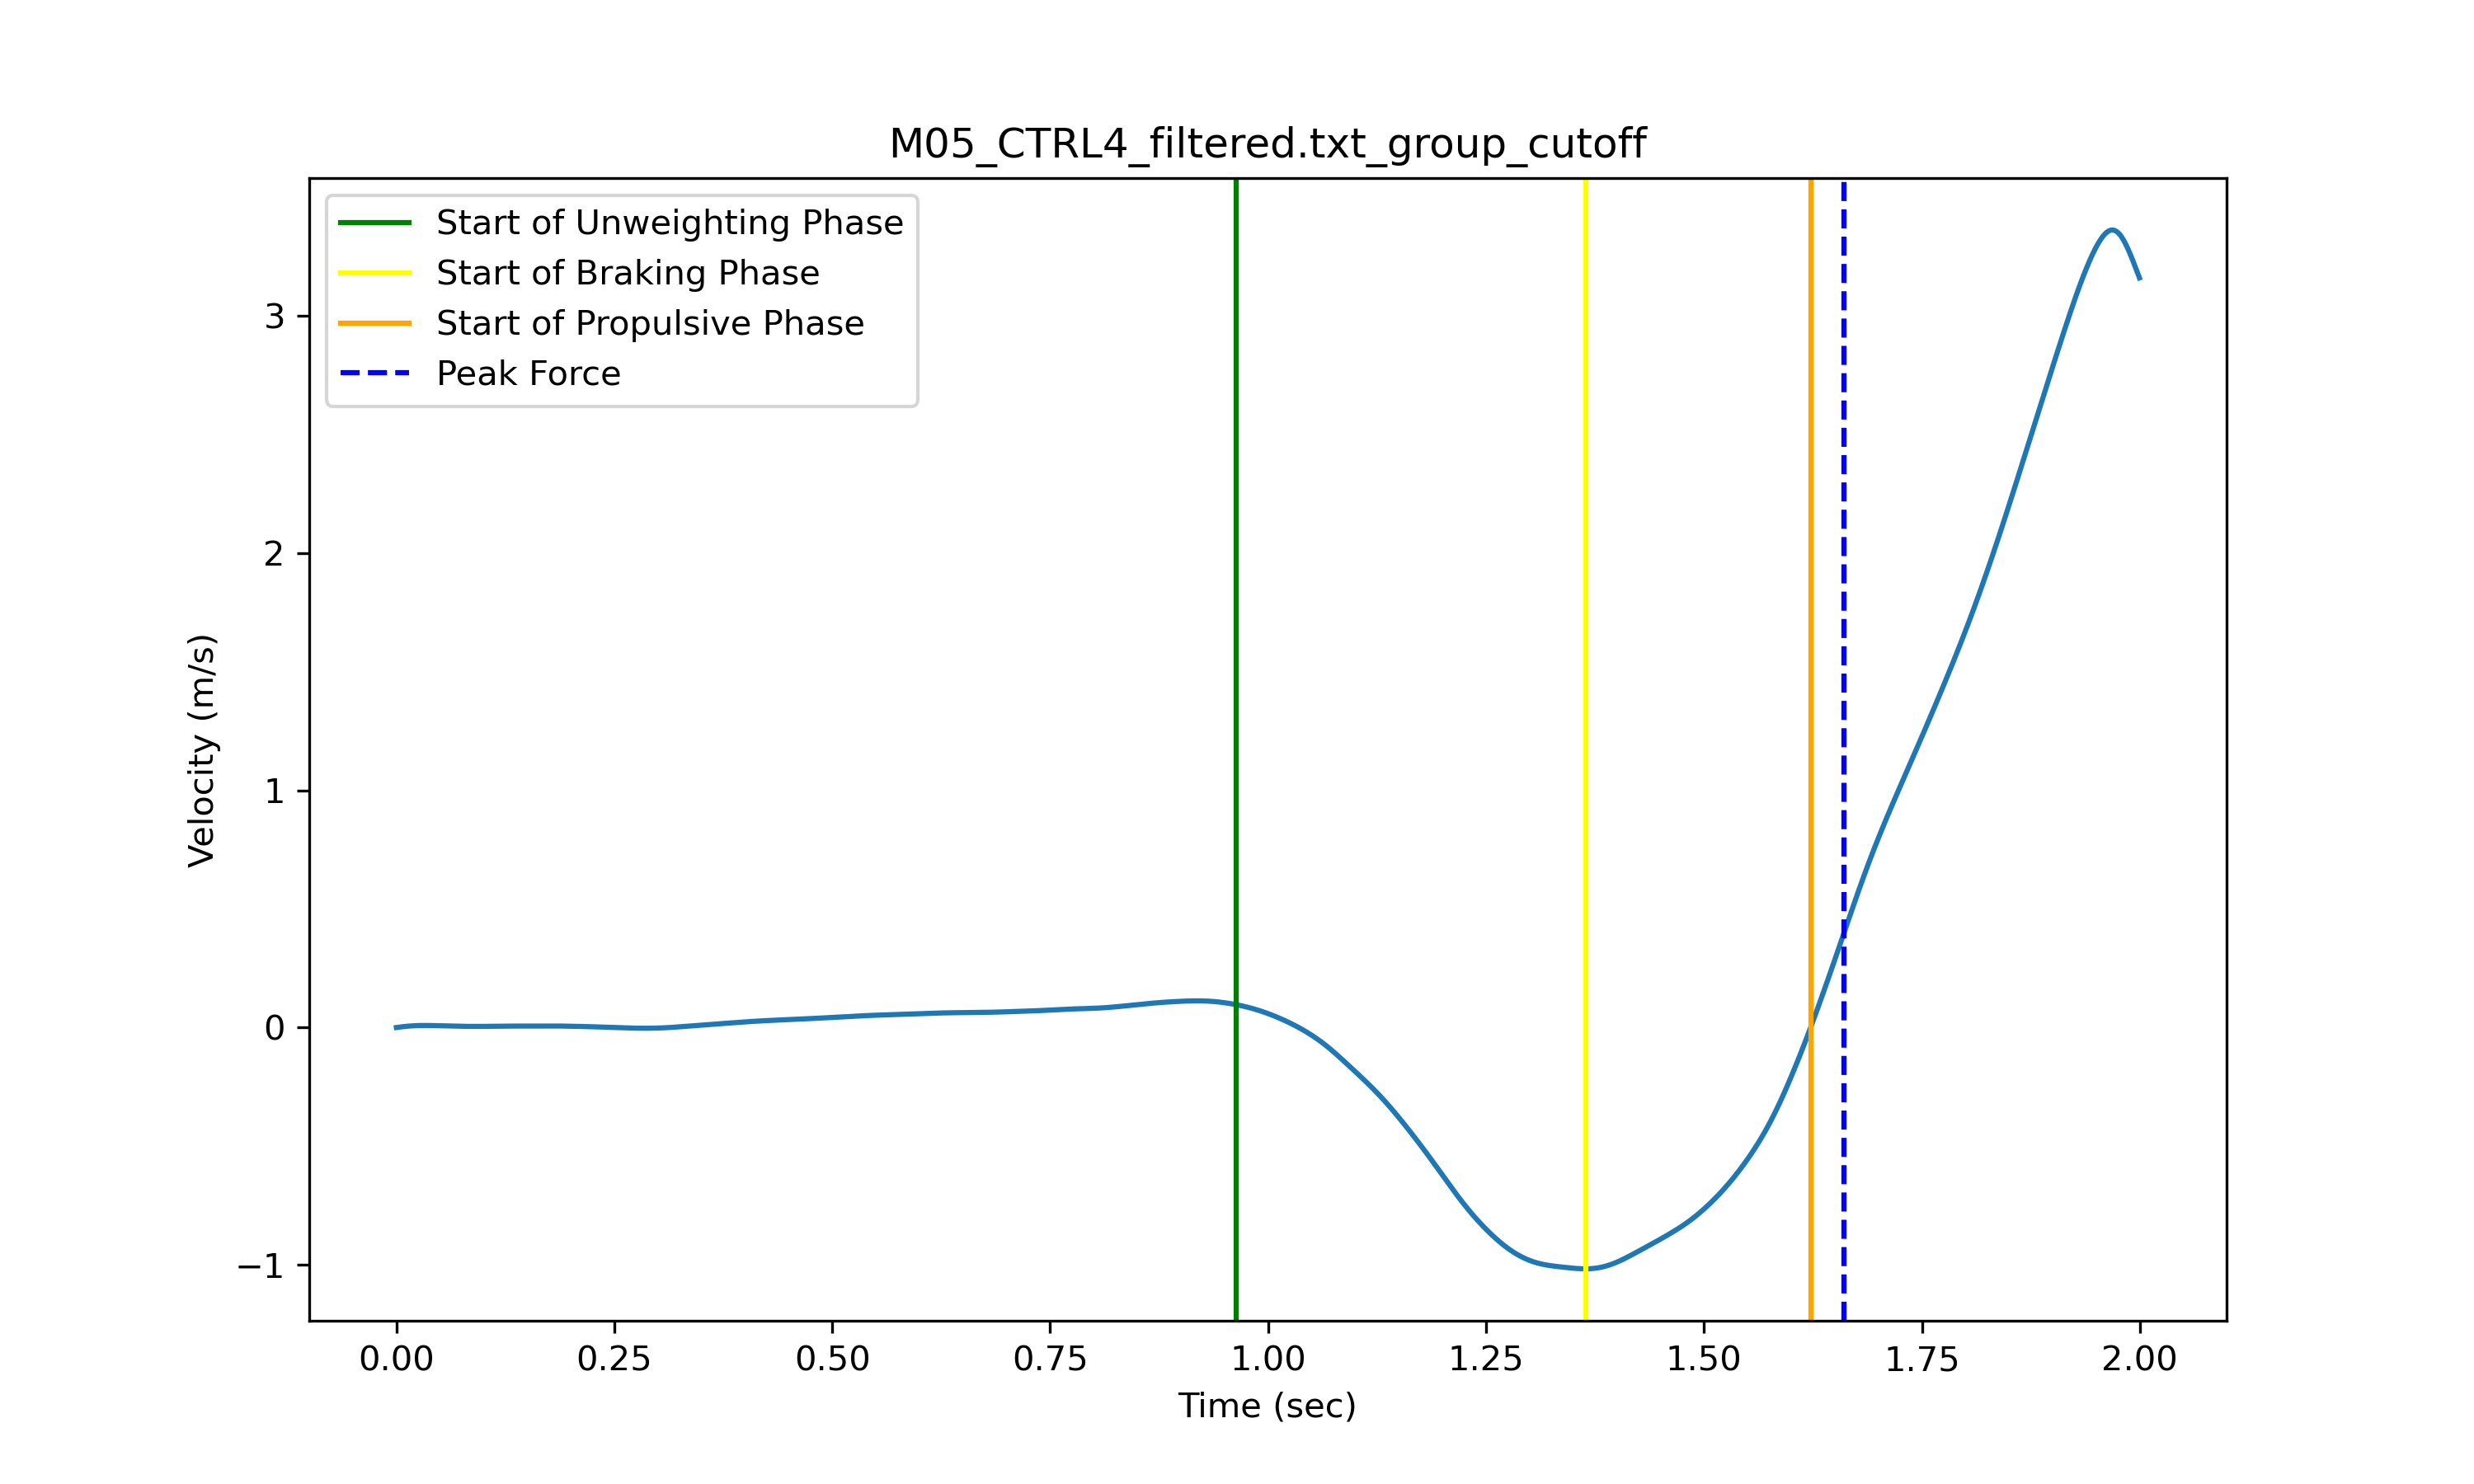 M05_CTRL4_filtered.txt_group_cutoff
Start of Unweighting Phase
Start of Braking Phase
Start of Propulsive Phase
Peak Force
Velocity (m/s)
3
2
1
0
−1
0.00 0.25 0.50 0.75 1.00 1.25 1.50 1.75 2.00
Time (sec)